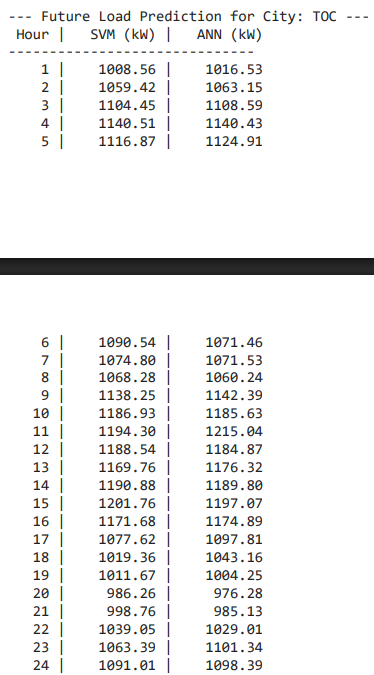 --- Future Load Prediction for City: TOC ---
Hour | SVM (kW) | ANN (kW)
------------------------------
1 | 1008.56 | 1016.53
2 | 1059.42 | 1063.15
3 | 1104.45 | 1108.59
4 | 1140.51 | 1140.43
5 | 1116.87 | 1124.91
6 | 1090.54 | 1071.46
7 | 1074.80 | 1071.53
8 | 1068.28 | 1060.24
9 | 1138.25 | 1142.39
10 | 1186.93 | 1185.63
11 | 1194.30 | 1215.04
12 | 1188.54 | 1184.87
13 | 1169.76 | 1176.32
14 | 1190.88 | 1189.80
15 | 1201.76 | 1197.07
16 | 1171.68 | 1174.89
17 | 1077.62 | 1097.81
18 | 1019.36 | 1043.16
19 | 1011.67 | 1004.25
20 | 986.26 | 976.28
21 | 998.76 | 985.13
22 | 1039.05 | 1029.01
23 | 1063.39 | 1101.34
24 | 1091.01 | 1098.39